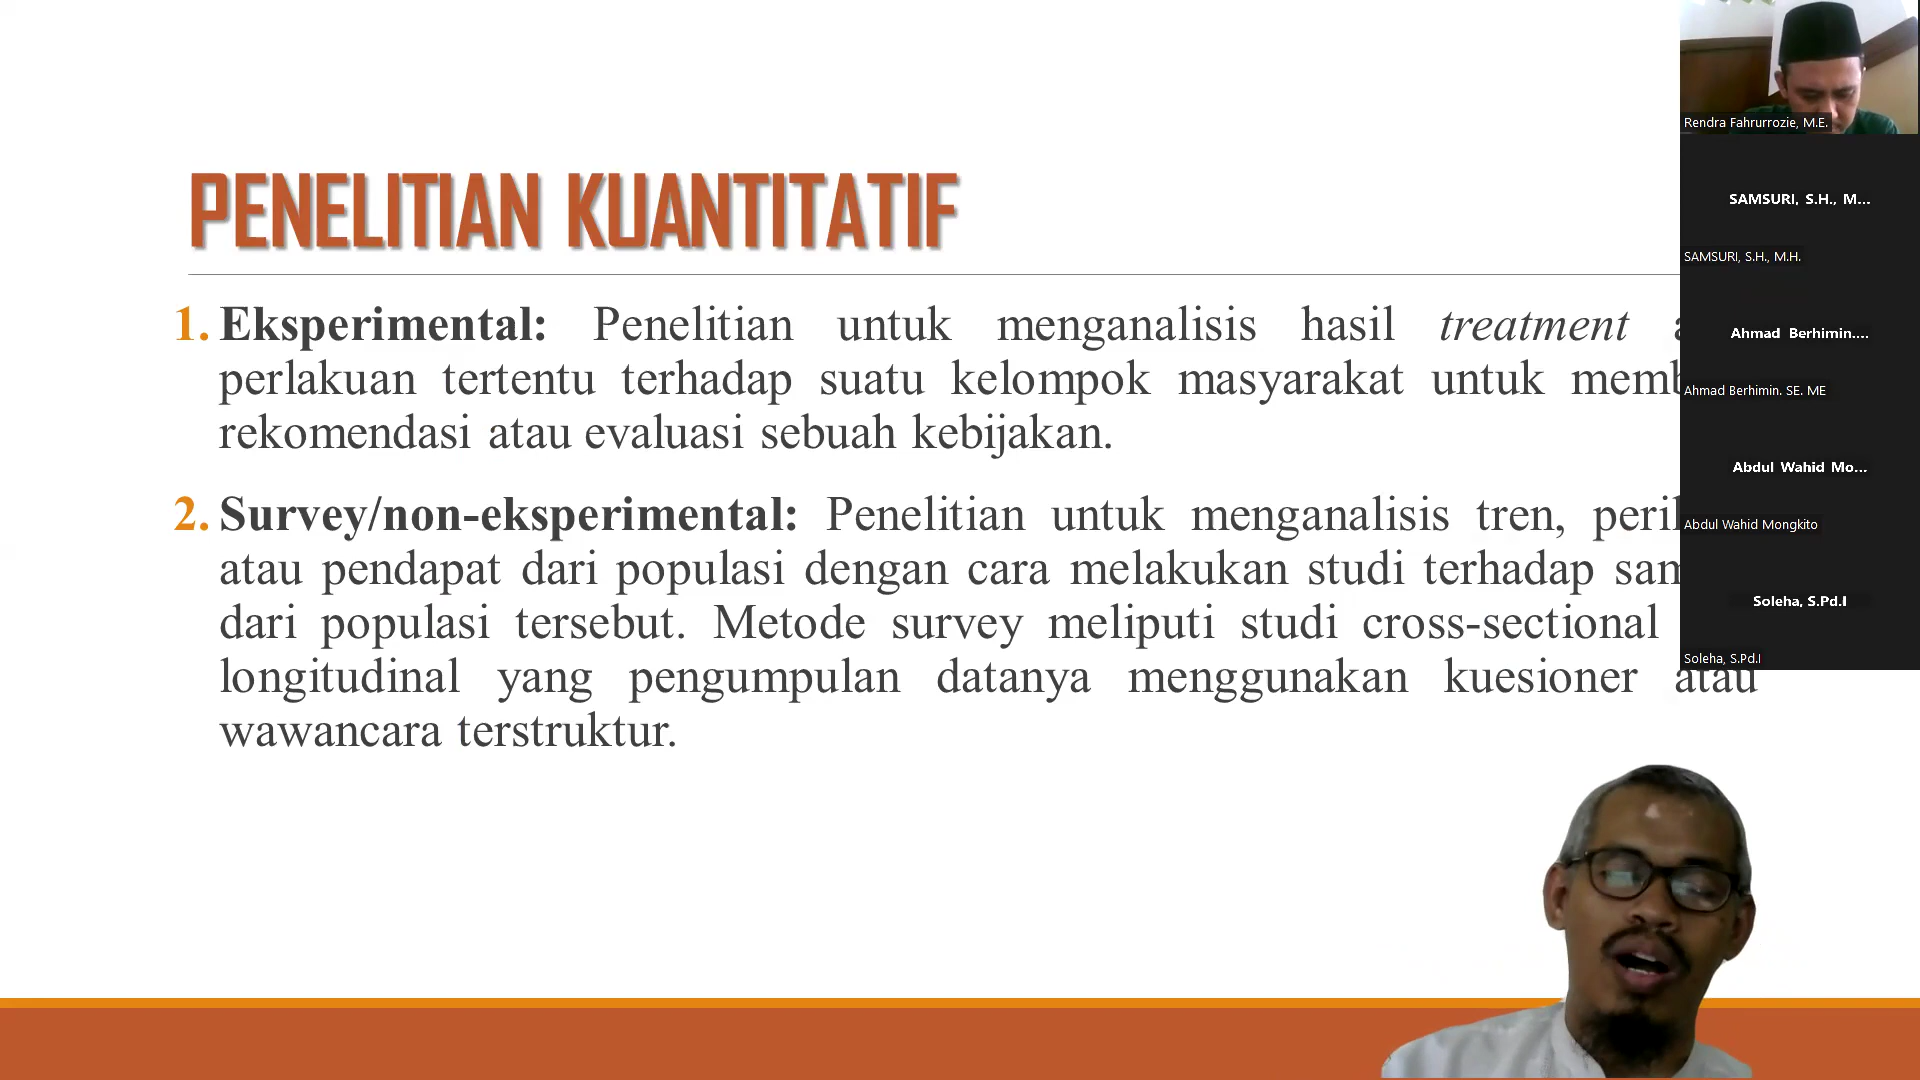 PENELITIAN KUANTITATIF
1. Eksperimental: Penelitian untuk menganalisis hasil treatment
perlakuan tertentu terhadap suatu kelompok masyarakat untuk
rekomendasi atau evaluasi sebuah kebijakan.
2. Survey/non-eksperimental: Penelitian untuk menganalisis tren,
atau pendapat dari populasi dengan cara melakukan studi terhadap
dari populasi tersebut. Metode survey meliputi studi cross-sectional
longitudinal yang pengumpulan datanya menggunakan kuesioner atau
wawancara terstruktur.
Rendra Fahrurrozie, M.E.
SAMSURI, S.H., M...
SAMSURI, S.H., M.H.
Ahmad Berhimin....
Ahmad Berhimin. SE. ME
Abdul Wahid Mo...
Abdul Wahid Mongkito
Soleha, S.Pd.I
Soleha, S.Pd.I